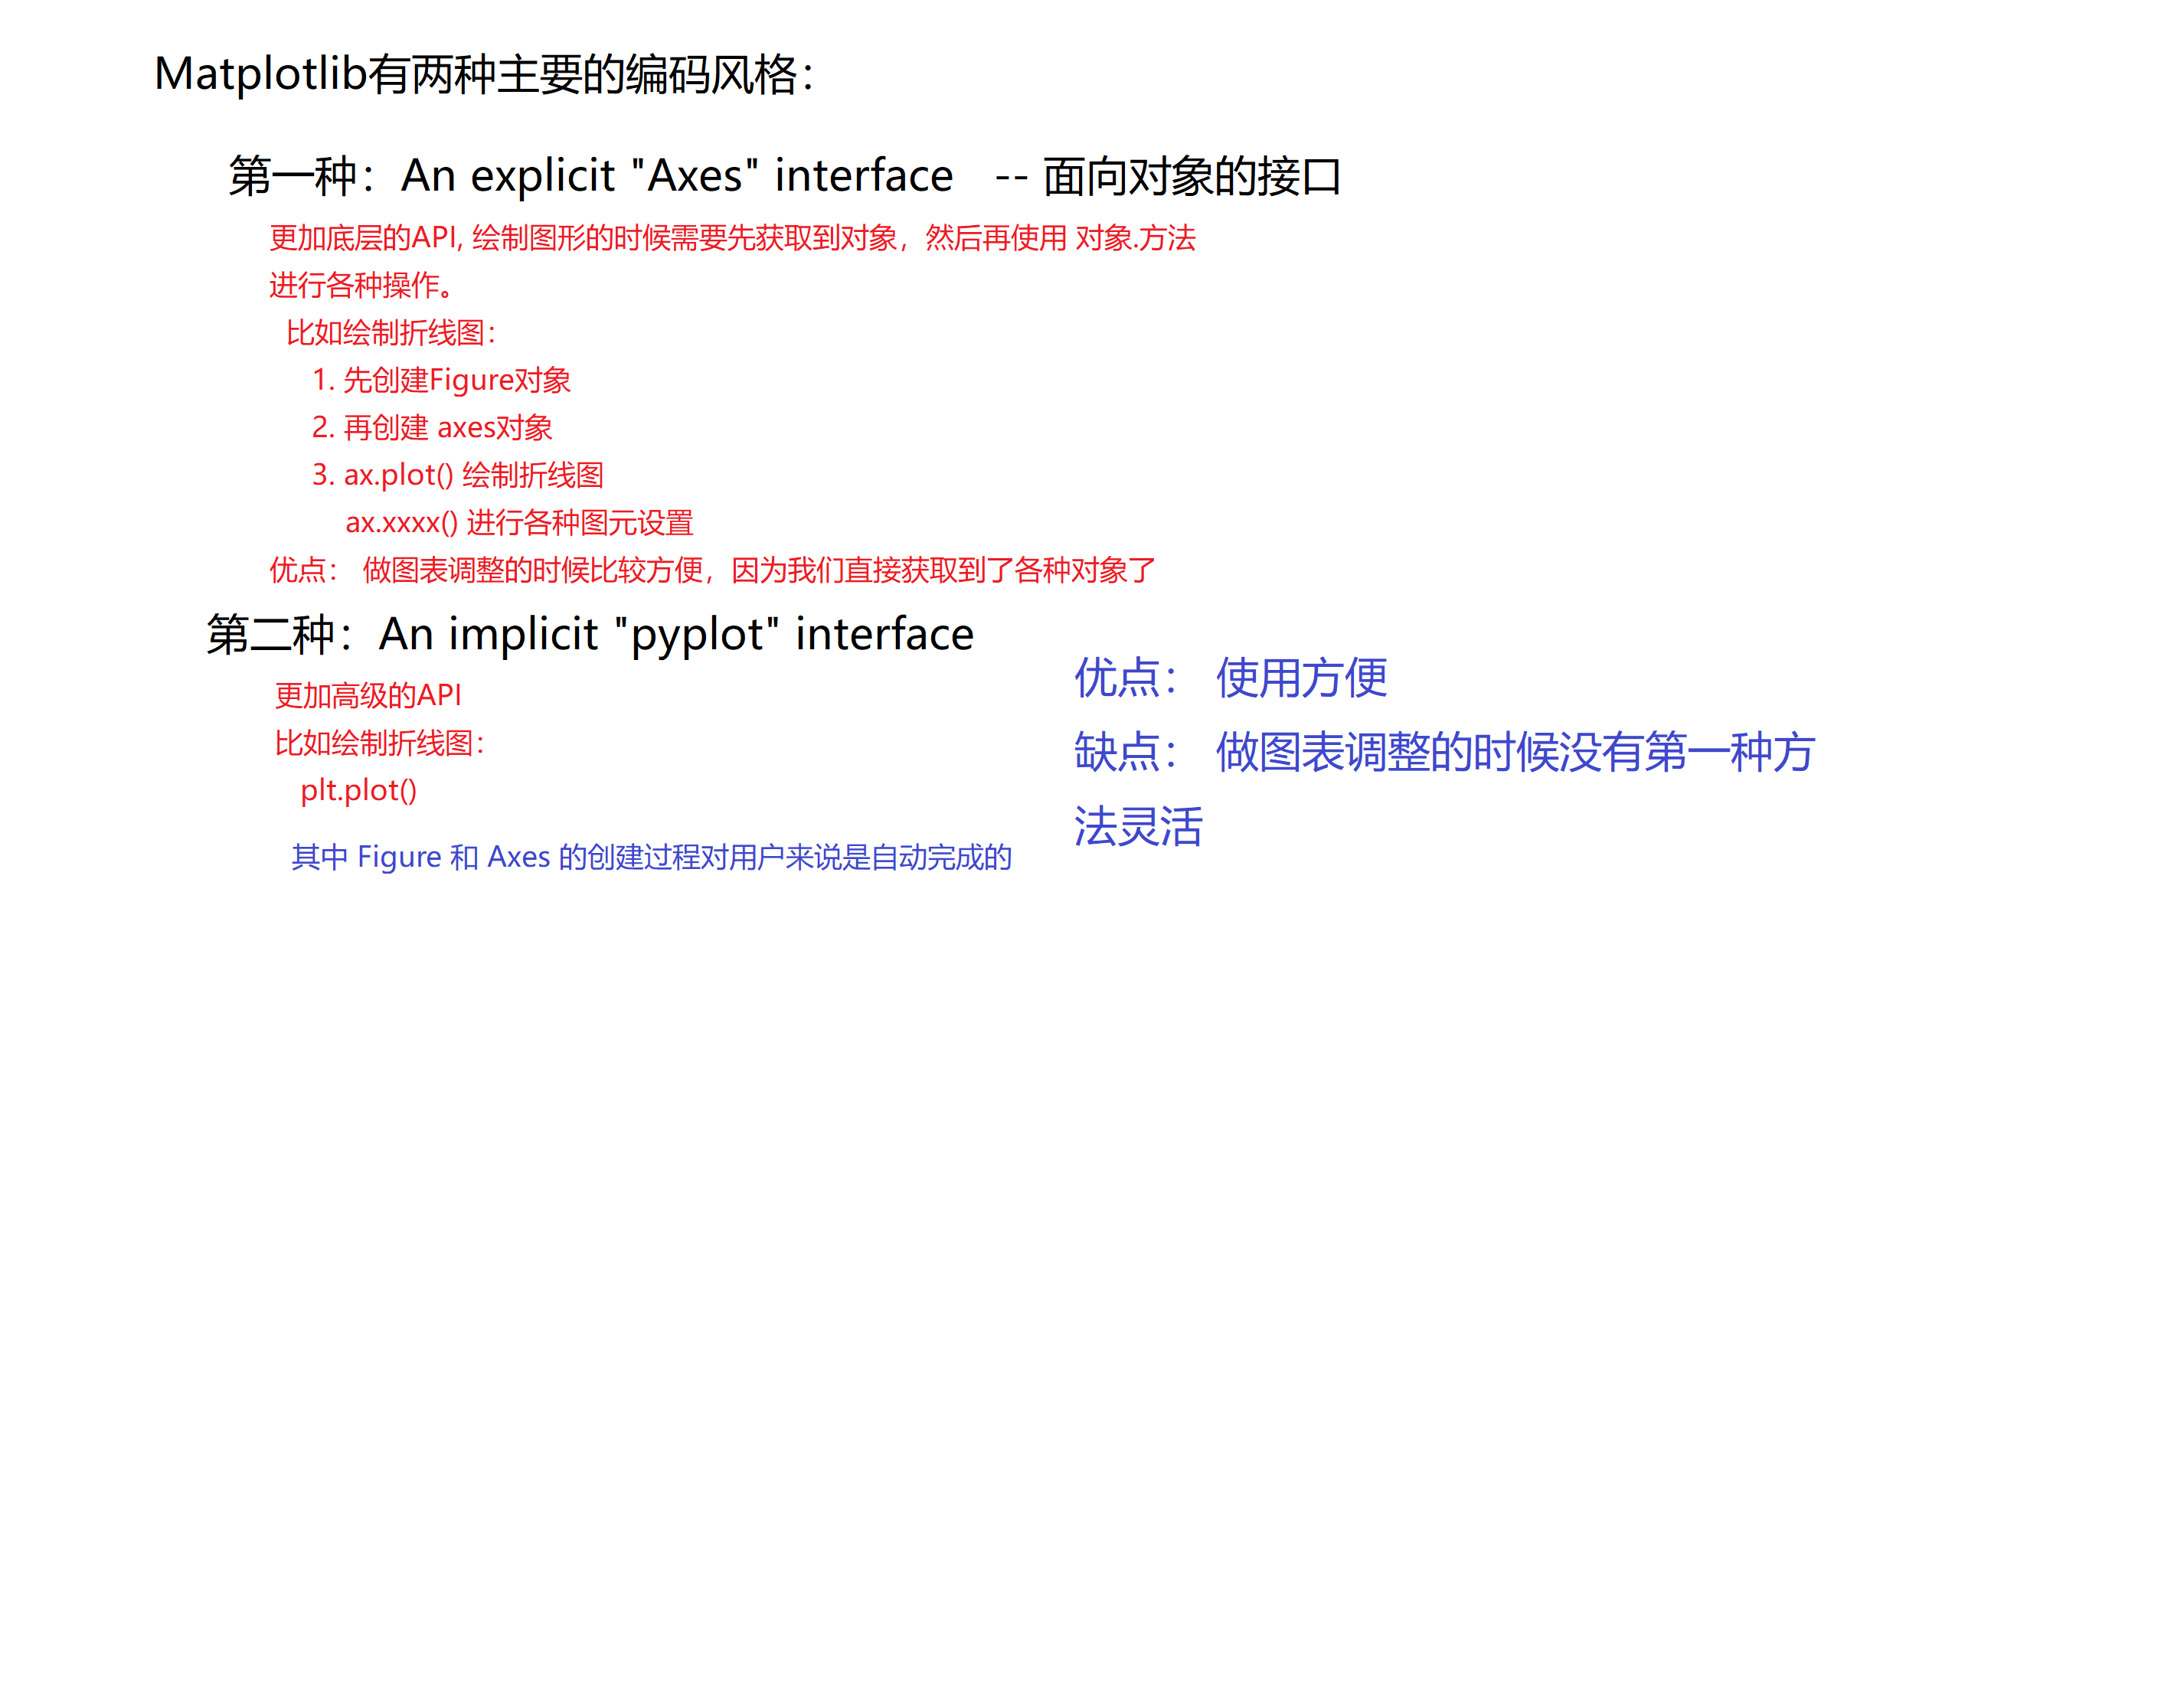 Matplotlib有两种主要的编码风格：
第一种：An explicit "Axes" interface -- 面向对象的接口
更加底层的API, 绘制图形的时候需要先获取到对象，然后再使用 对象.方法
进行各种操作。
比如绘制折线图：
1. 先创建Figure对象
2. 再创建 axes对象
3. ax.plot() 绘制折线图
ax.xxxx() 进行各种图元设置
优点： 做图表调整的时候比较方便，因为我们直接获取到了各种对象了
第二种：An implicit "pyplot" interface
更加高级的API
比如绘制折线图：
plt.plot()
其中 Figure 和 Axes 的创建过程对用户来说是自动完成的
优点： 使用方便
缺点： 做图表调整的时候没有第一种方
法灵活